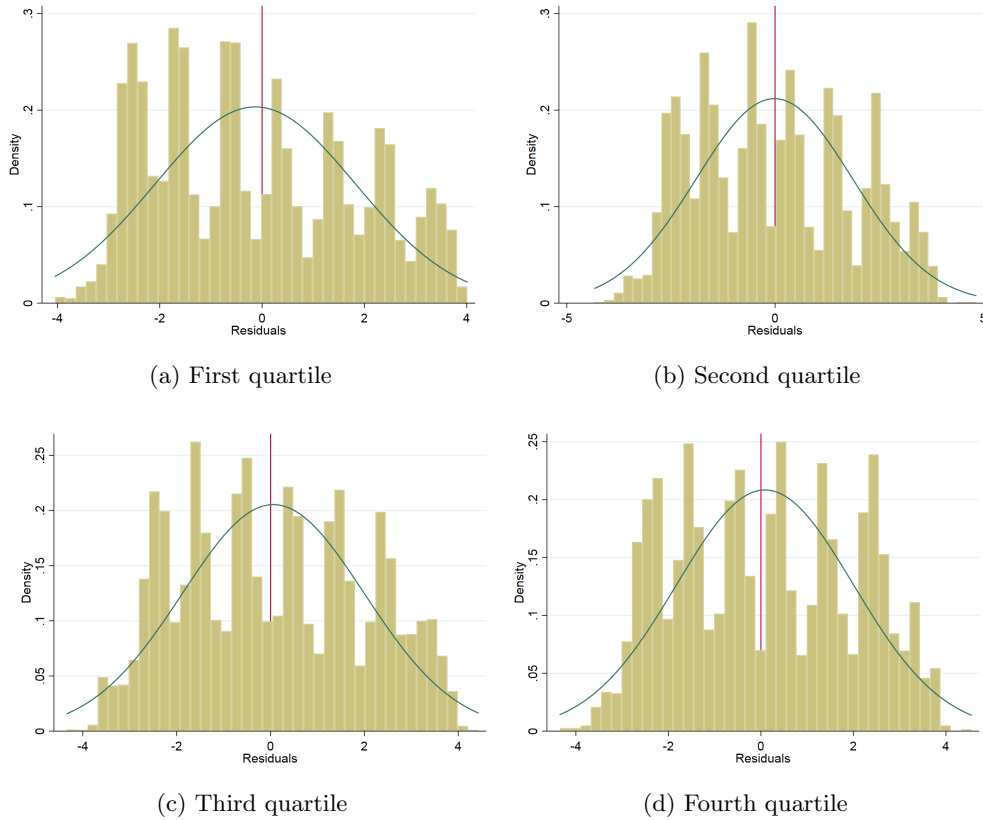 .3
.2
.1
0
Density
-4 -2 0 2 4
Residuals
(a) First quartile
.3
.2
.1
0
Density
-5 0 5
Residuals
(b) Second quartile
.25
.2
.15
.1
.05
0
Density
-4 -2 0 2 4
Residuals
(c) Third quartile
.25
.2
.15
.1
.05
0
Density
-4 -2 0 2 4
Residuals
(d) Fourth quartile